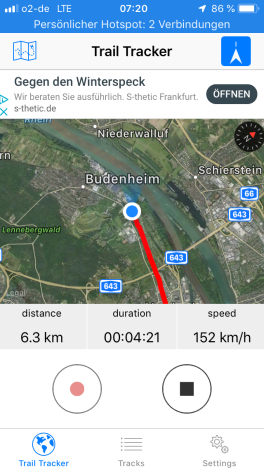 o2-de LTE 07:20 86 %
Persönlicher Hotspot: 2 Verbindungen
Trail Tracker
Gegen den Winterspeck
Wir beraten Sie ausführlich. S-thetic Frankfurt.
s-thetic.de
ÖFFNEN
Rhein
Niederwalluf
Schierstein
Budenheim
66
643
Lennebergwald
643
643
Legal
distance duration speed
6.3 km 00:04:21 152 km/h
Trail Tracker Tracks Settings